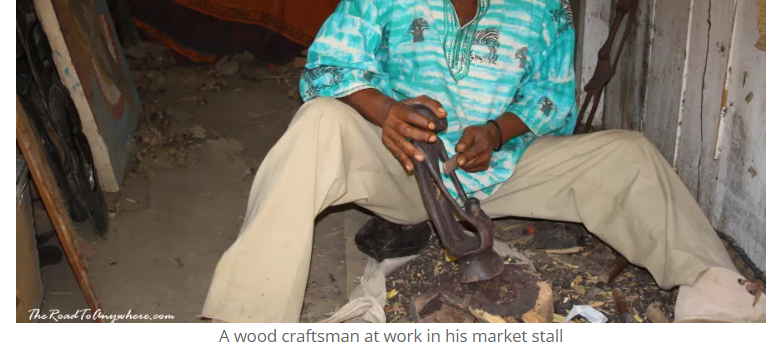 TheRoadToAnywhere.com
A wood craftsman at work in his market stall